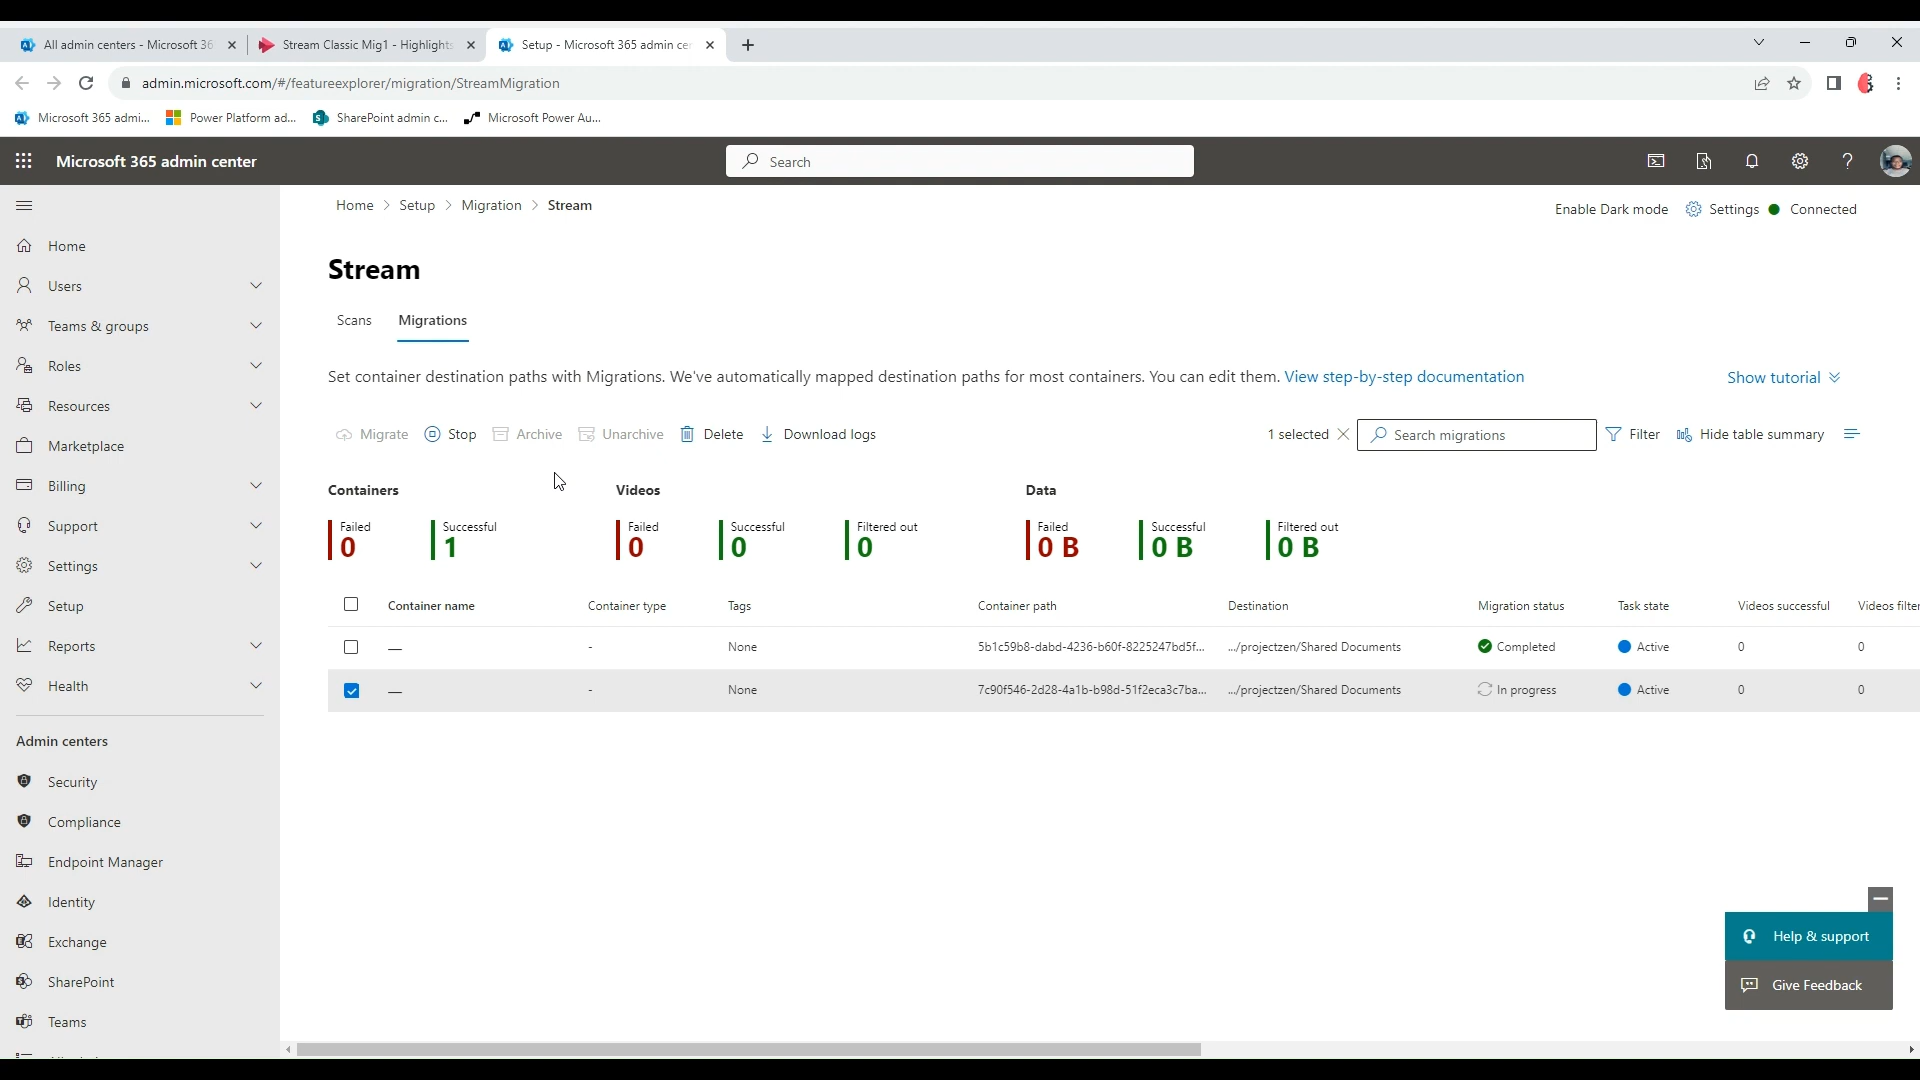 All admin centers - Microsoft 36
Stream Classic Mig1 - Highlights
Setup - Microsoft 365 admin cen
admin.microsoft.com/#/featureexplorer/migration/StreamMigration
Microsoft 365 admi...
Power Platform ad...
SharePoint admin c...
Microsoft Power Au...
Microsoft 365 admin center
Search
Home
Users
Teams & groups
Roles
Resources
Marketplace
Billing
Support
Settings
Setup
Reports
Health
Admin centers
Security
Compliance
Endpoint Manager
Identity
Exchange
SharePoint
Teams
Home > Setup > Migration > Stream
Enable Dark mode Settings Connected
Stream
Scans Migrations
Set container destination paths with Migrations. We've automatically mapped destination paths for most containers. You can edit them. View step-by-step documentation
Show tutorial
Migrate Stop Archive Unarchive Delete Download logs
1 selected Search migrations Filter Hide table summary
Containers Videos Data
Failed Successful Failed Successful Filtered out Failed Successful Filtered out
0 1 0 0 0 0 B 0 B 0 B
Container name Container type Tags Container path Destination Migration status Task state Videos successful Videos filter
— - None 5b1c59b8-dabd-4236-b60f-8225247bd5f... .../projectzen/Shared Documents Completed Active 0 0
— - None 7c90f546-2d28-4a1b-b98d-51f2eca3c7ba... .../projectzen/Shared Documents In progress Active 0 0
Help & support
Give Feedback